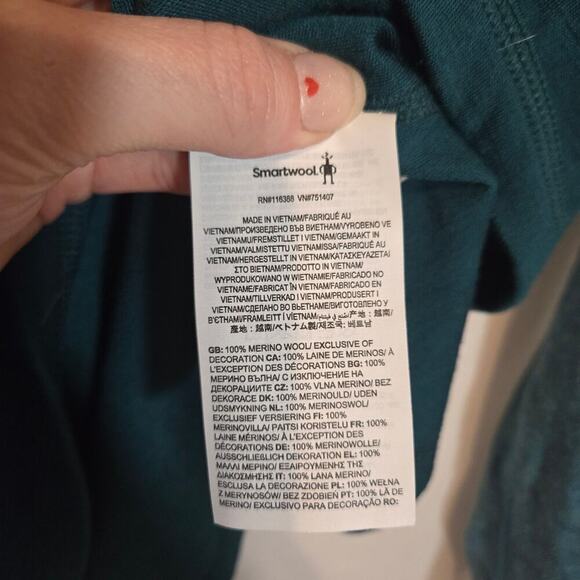 Smartwool.
RN#116388 VN#751407
MADE IN VIETNAM/FABRIQUÉ AU
VIETNAM/ПРОИЗВЕДЕНО ВЪВ ВИЕТНАМ/VYROBENO VE
VIETNAMU/FREMSTILLET I VIETNAM/GEMAAKT IN
VIETNAM/VALMISTETTU VIETNAMISSA/FABRIQUÉ AU
VIETNAM/HERGESTELLT IN VIETNAM/ΚΑΤΑΣΚΕΥΑΖΕΤΑΙ
ΣΤΟ ΒΙΕΤΝΑΜ/PRODOTTO IN VIETNAM/
WYPRODUKOWANO W WIETNAMIE/FABRICADO NO
VIETNAME/FABRICAT ÎN VIETNAM/FABRICADO EN
VIETNAM/TILLVERKAD I VIETNAM/PRODUSERT I
VIETNAM/СДЕЛАНО ВО ВЬЕТНАМЕ/ВИГОТОВЛЕНО У
В'ЄТНАМІ/FRAMLEITT Í VIETNAM/صنع في فيتنام/产地：越南/
產地：越南/ベトナム製/제조국: 베트남
GB: 100% MERINO WOOL/ EXCLUSIVE OF
DECORATION CA: 100% LAINE DE MERINOS/ À
L'EXCEPTION DES DÉCORATIONS BG: 100%
МЕРИНО ВЪЛНА/ С ИЗКЛЮЧЕНИЕ НА
ДЕКОРАЦИИТЕ CZ: 100% VLNA MERINO/ BEZ
DEKORACE DK: 100% MERINOULD/ UDEN
UDSMYKNING NL: 100% MERINOSWOL/
EXCLUSIEF VERSIERING FI: 100%
MERINOVILLA/ PAITSI KORISTELU FR: 100%
LAINE MÉRINOS/ À L'EXCEPTION DES
DÉCORATIONS DE: 100% MERINOWOLLE/
AUSSCHLIEßLICH DEKORATION EL: 100%
ΜΑΛΛΙ ΜΕΡΙΝΟ/ ΕΞΑΙΡΟΥΜΕΝΗΣ ΤΗΣ
ΔΙΑΚΟΣΜΗΣΗΣ IT: 100% LANA MERINO/
ESCLUSA LA DECORAZIONE PL: 100% WEŁNA
Z MERYNOSÓW/ BEZ ZDOBIEŃ PT: 100% LÃ DE
MERINO/ EXCLUSIVO PARA DECORAÇÃO RO: